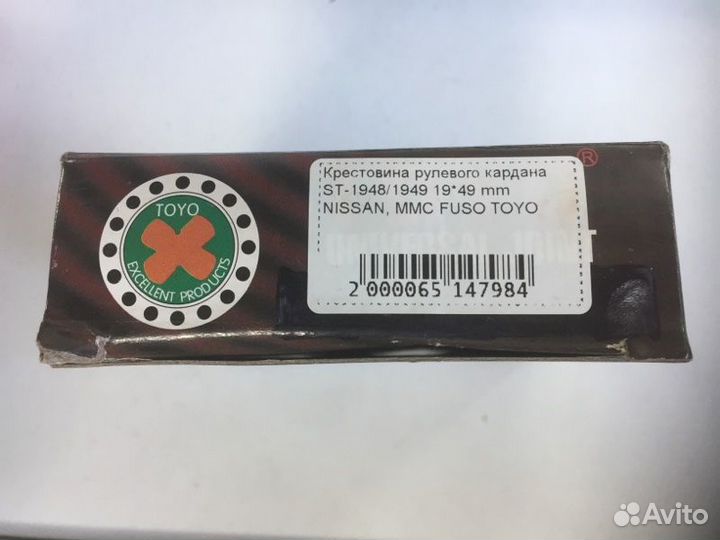 TOYO
EXCELLENT PRODUCTS
®
Крестовина рулевого кардана
ST-1948/1949 19*49 mm
NISSAN, MMC FUSO TOYO
2 000065 147984
Avito